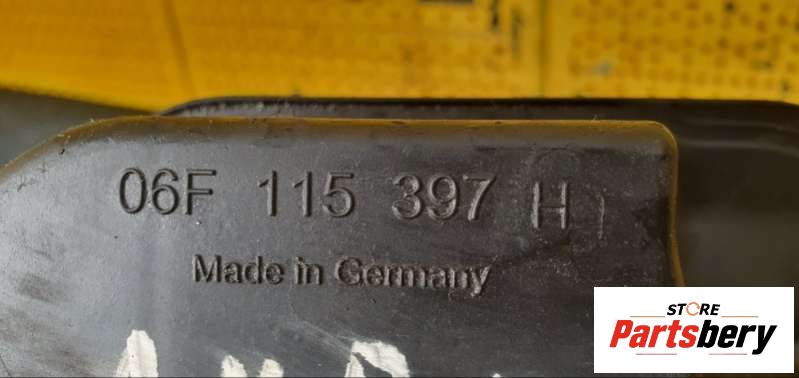 06F 115 397 H
Made in Germany
STORE
Partsbery